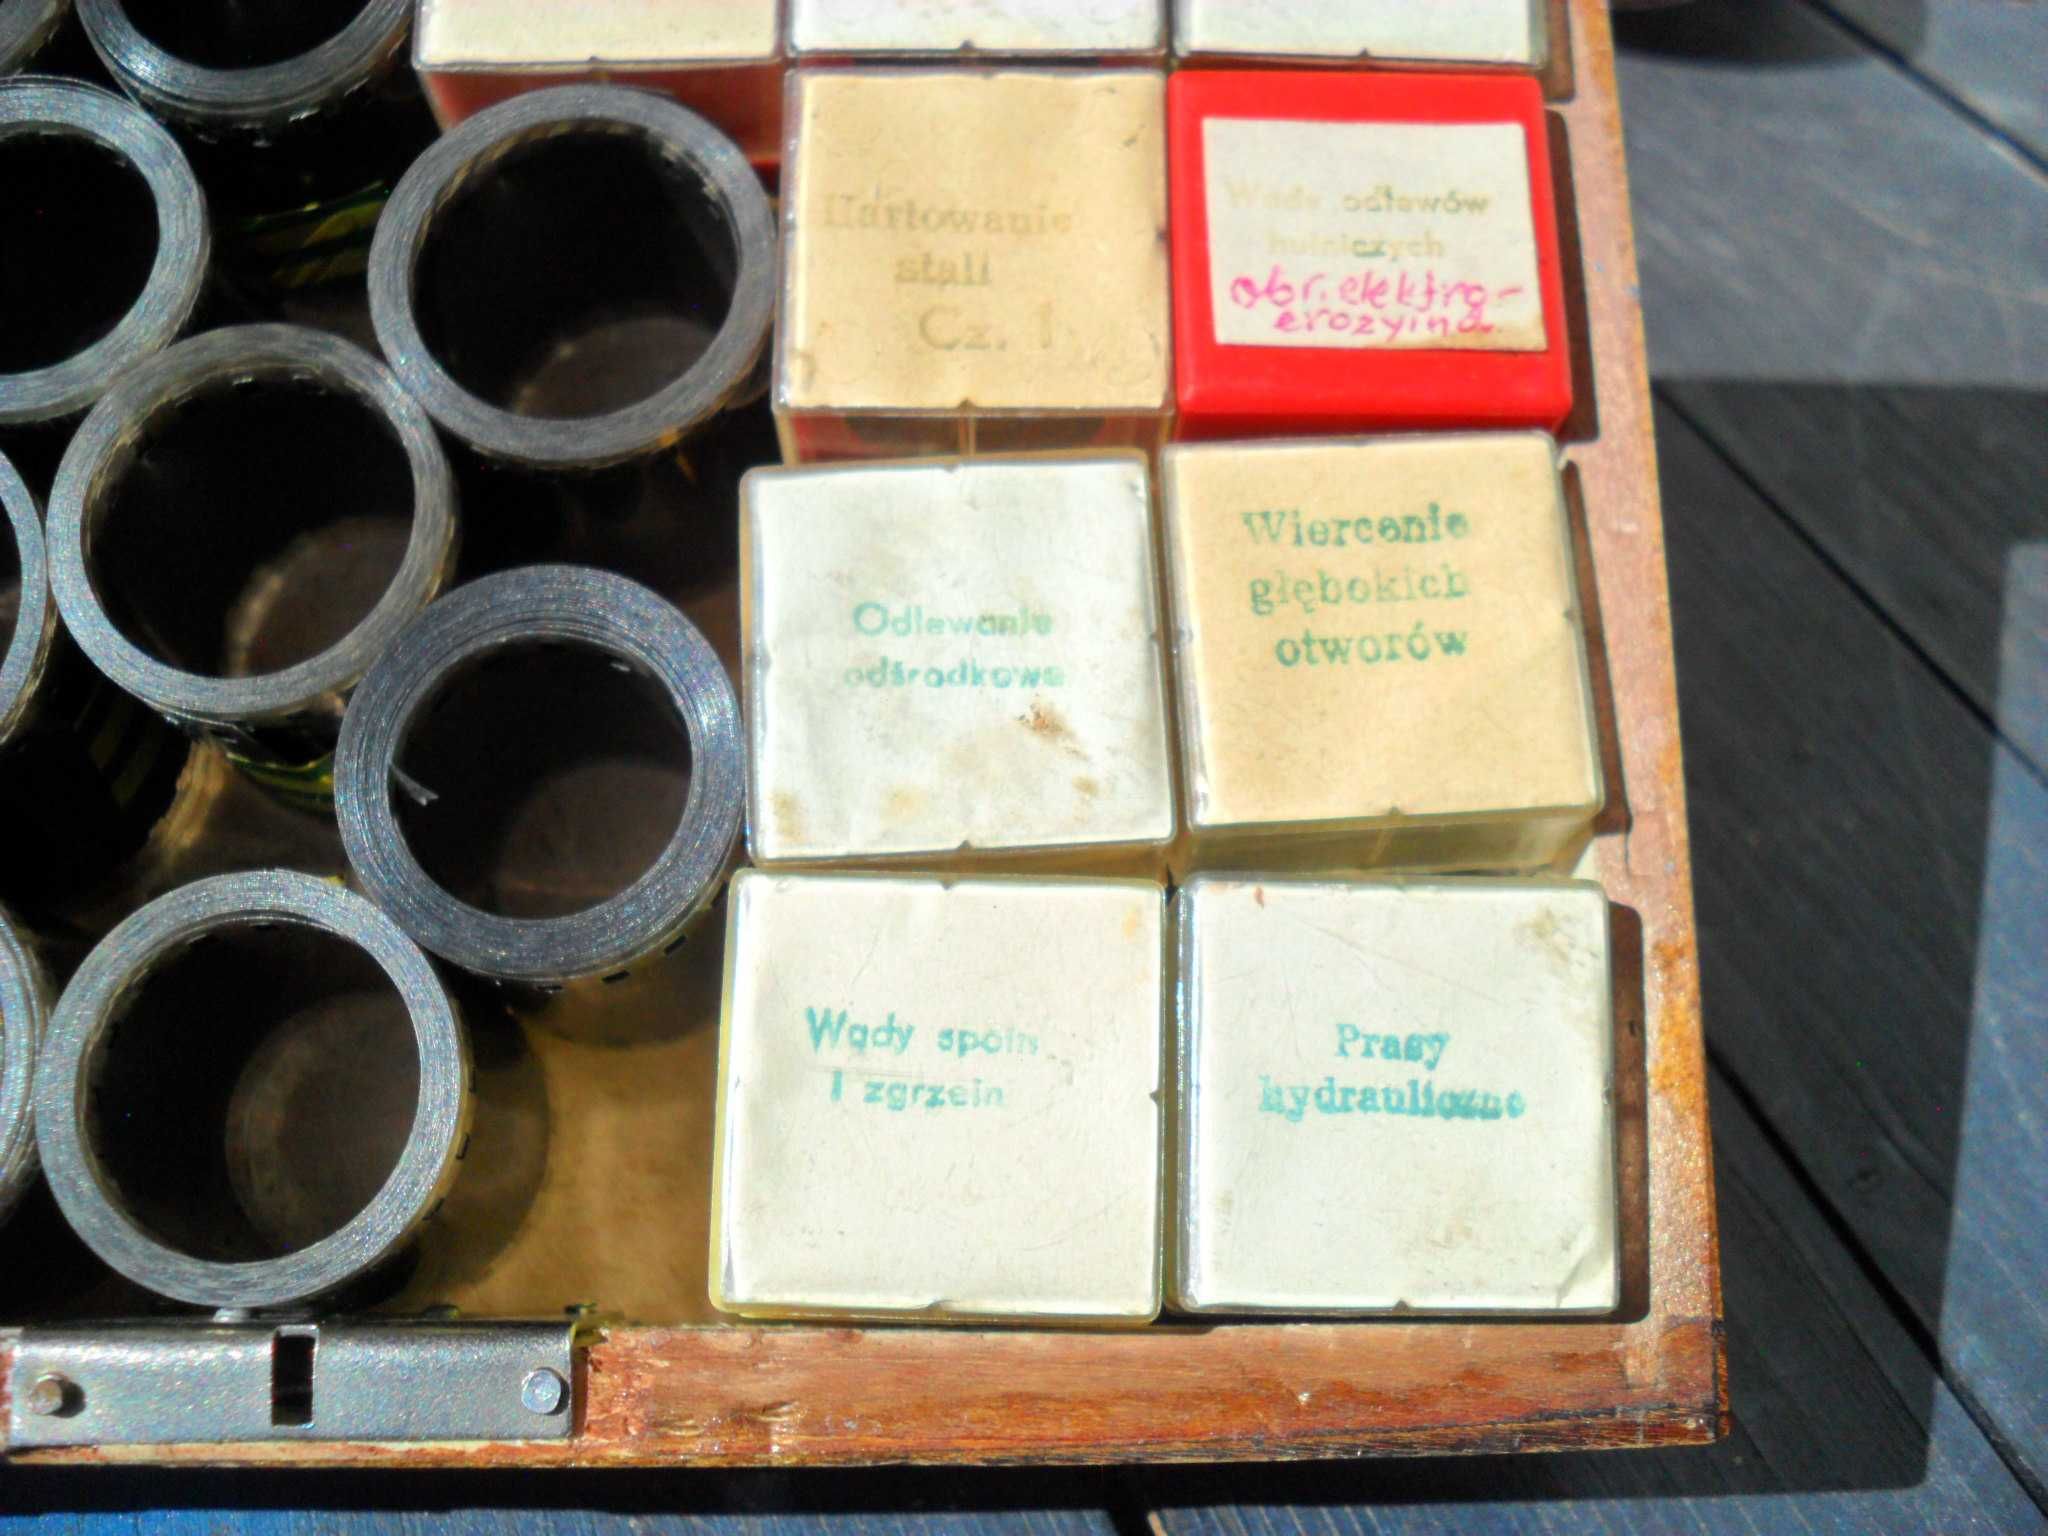 Hartowanie
stali
Cz. I
Wady odlewów
hutniczych
obr. elektro-
erozyjna
Odlewanie
odśrodkowe
Wiercenie
głębokich
otworów
Wady spoin
i zgrzein
Prasy
hydrauliczne